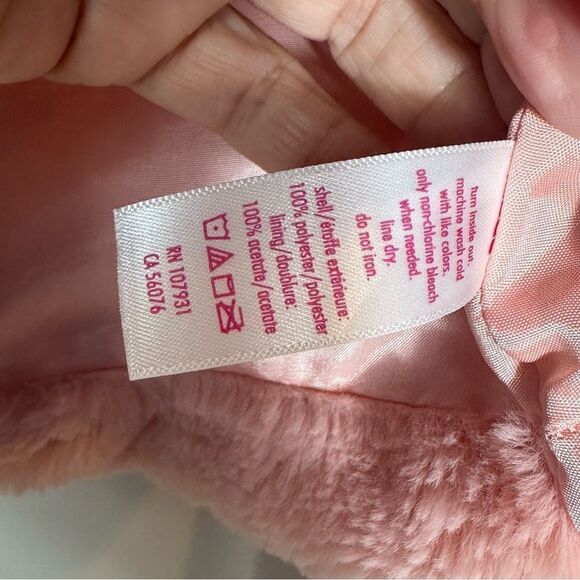 turn inside out.
machine wash cold
with like colors.
only non-chlorine bleach
when needed.
line dry.
do not iron.
shell/étoffe extérieure:
100% polyester/polyester
lining/doublure:
100% acetate/acétate
RN 107931
CA 56076